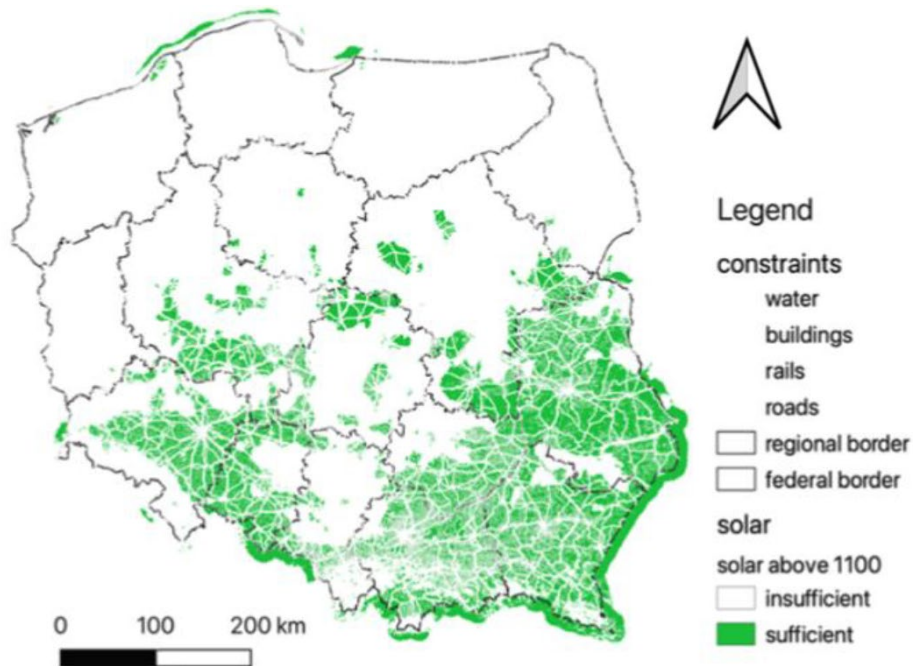 Legend
constraints
water
buildings
rails
roads
regional border
federal border
solar
solar above 1100
insufficient
sufficient
0 100 200 km